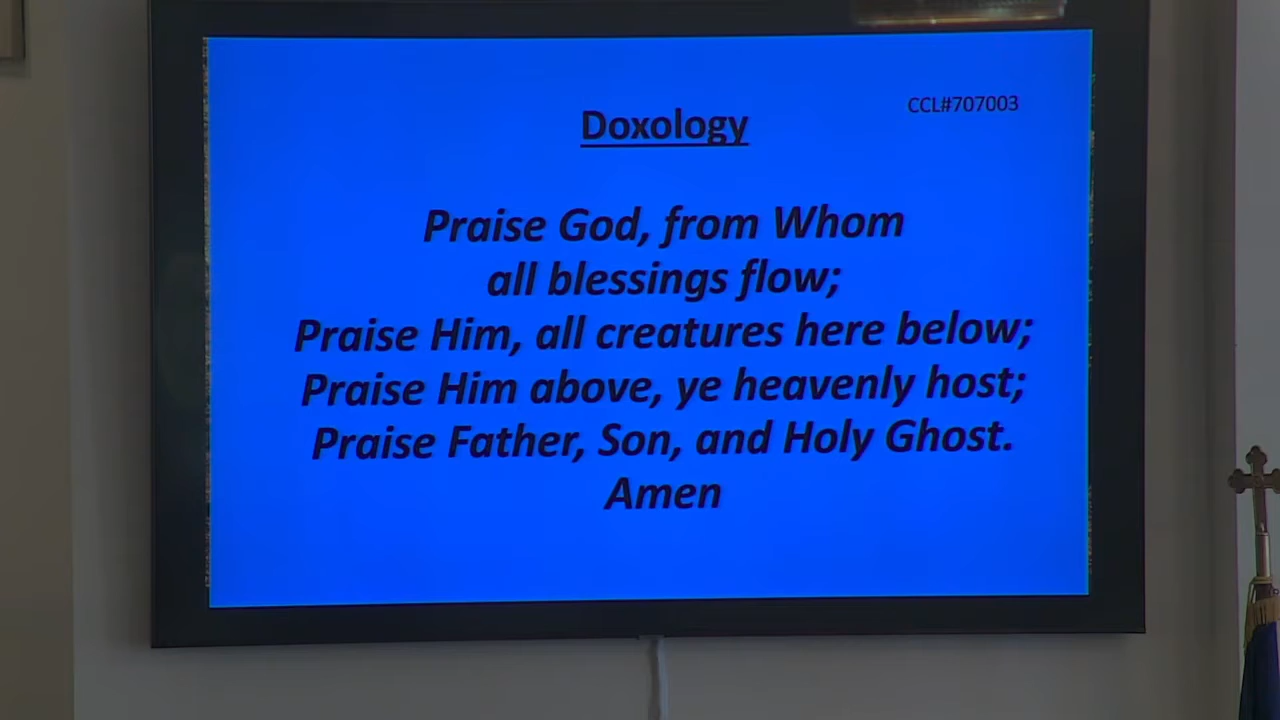 CCL#707003
Doxology
Praise God, from Whom
all blessings flow;
Praise Him, all creatures here below;
Praise Him above, ye heavenly host;
Praise Father, Son, and Holy Ghost.
Amen